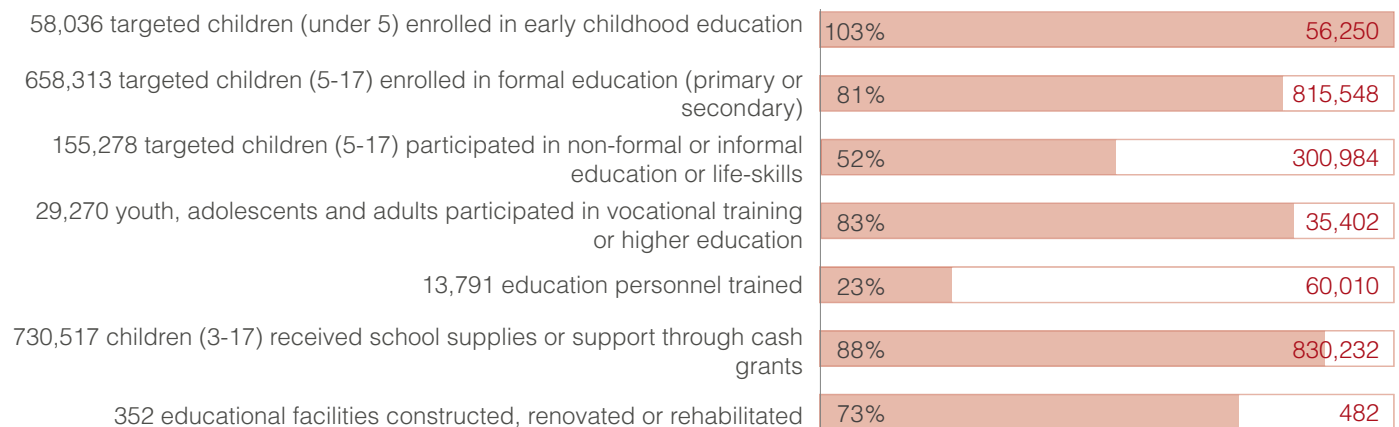 58,036 targeted children (under 5) enrolled in early childhood education 103% 56,250
658,313 targeted children (5-17) enrolled in formal education (primary or
secondary) 81% 815,548
155,278 targeted children (5-17) participated in non-formal or informal
education or life-skills 52% 300,984
29,270 youth, adolescents and adults participated in vocational training
or higher education 83% 35,402
13,791 education personnel trained 23% 60,010
730,517 children (3-17) received school supplies or support through cash
grants 88% 830,232
352 educational facilities constructed, renovated or rehabilitated 73% 482